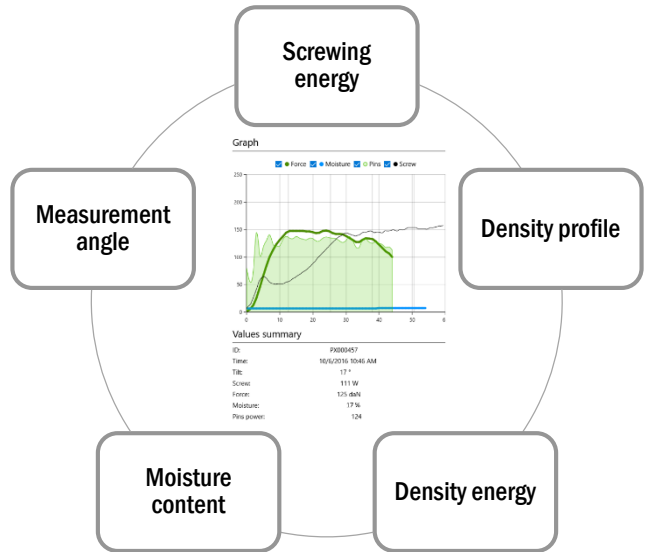 Screwing
energy
Graph
Force Moisture Pins Screw
250
200
150
100
50
0
0 10 20 30 40 50 6
Measurement
angle
Density profile
Values summary
ID: PX000457
Time: 10/6/2016 10:46 AM
Tilt: 17 °
Screw: 111 W
Force: 125 daN
Moisture: 17 %
Pins power: 124
Moisture
content
Density energy